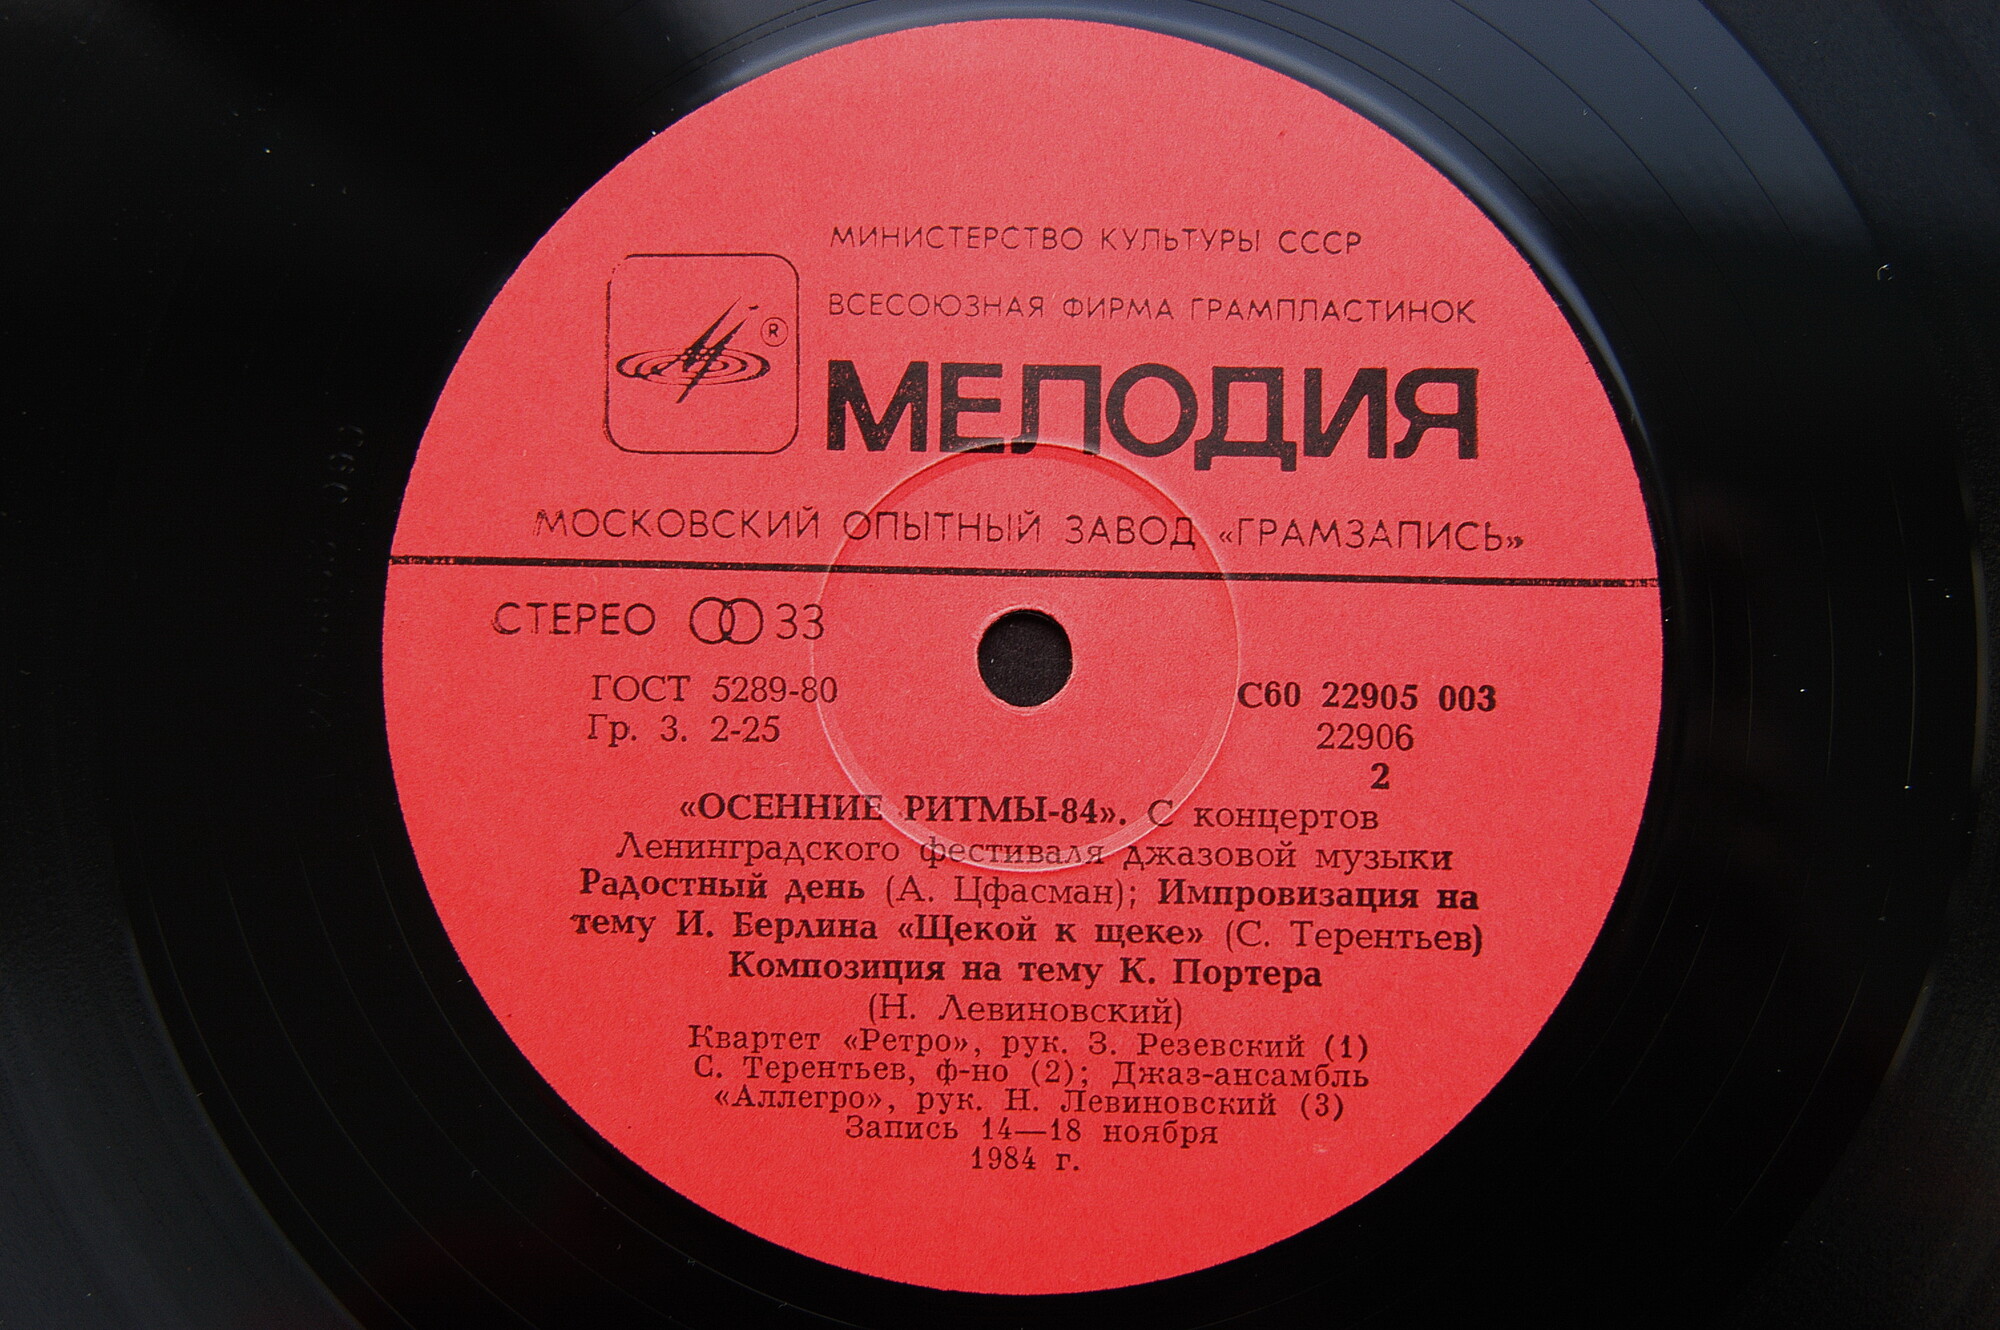 МИНИСТЕРСТВО КУЛЬТУРЫ СССР
ВСЕСОЮЗНАЯ ФИРМА ГРАМПЛАСТИНОК
®
МЕЛОДИЯ
МОСКОВСКИЙ ОПЫТНЫЙ ЗАВОД «ГРАМЗАПИСЬ»
СТЕРЕО 33
ГОСТ 5289-80
Гр. 3. 2-25
С60 22905 003
22906
2
«ОСЕННИЕ РИТМЫ-84». С концертов
Ленинградского фестиваля джазовой музыки
Радостный день (А. Цфасман); Импровизация на
тему И. Берлина «Щекой к щеке» (С. Терентьев)
Композиция на тему К. Портера
(Н. Левиновский)
Квартет «Ретро», рук. З. Резевский (1)
С. Терентьев, ф-но (2); Джаз-ансамбль
«Аллегро», рук. Н. Левиновский (3)
Запись 14—18 ноября
1984 г.